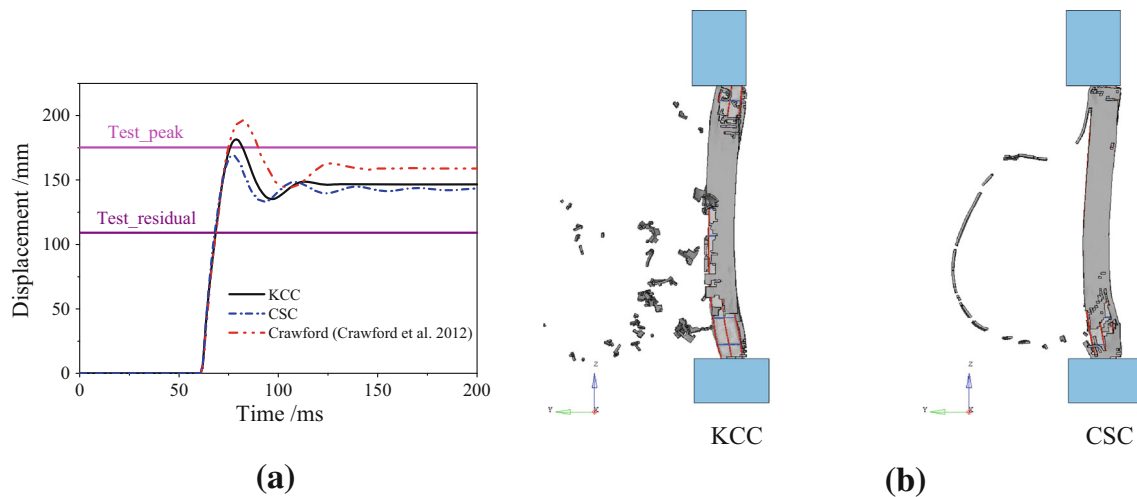 200
150
100
50
0
Displacement /mm
Test_peak
Test_residual
KCC
CSC
Crawford (Crawford et al. 2012)
0 50 100 150 200
Time /ms
(a)
Z
Y
X
KCC
Z
Y
X
CSC
(b)